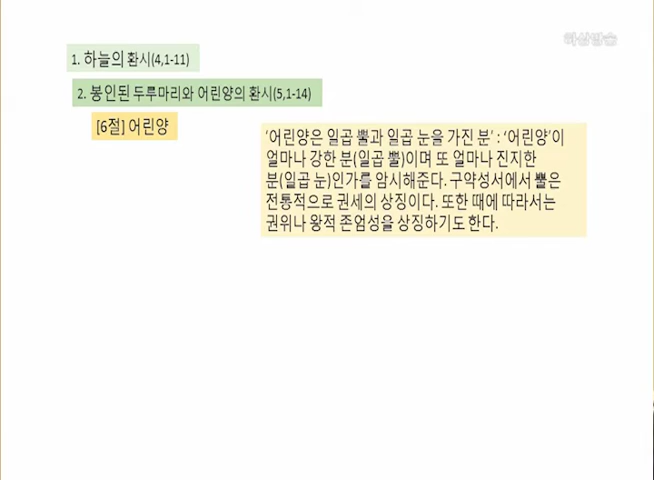 하상방송
1. 하늘의 환시(4,1-11)
2. 봉인된 두루마리와 어린양의 환시(5,1-14)
[6절] 어린양
‘어린양은 일곱 뿔과 일곱 눈을 가진 분’ : ‘어린양’이
얼마나 강한 분(일곱 뿔)이며 또 얼마나 진지한
분(일곱 눈)인가를 암시해준다. 구약성서에서 뿔은
전통적으로 권세의 상징이다. 또한 때에 따라서는
권위나 왕적 존엄성을 상징하기도 한다.